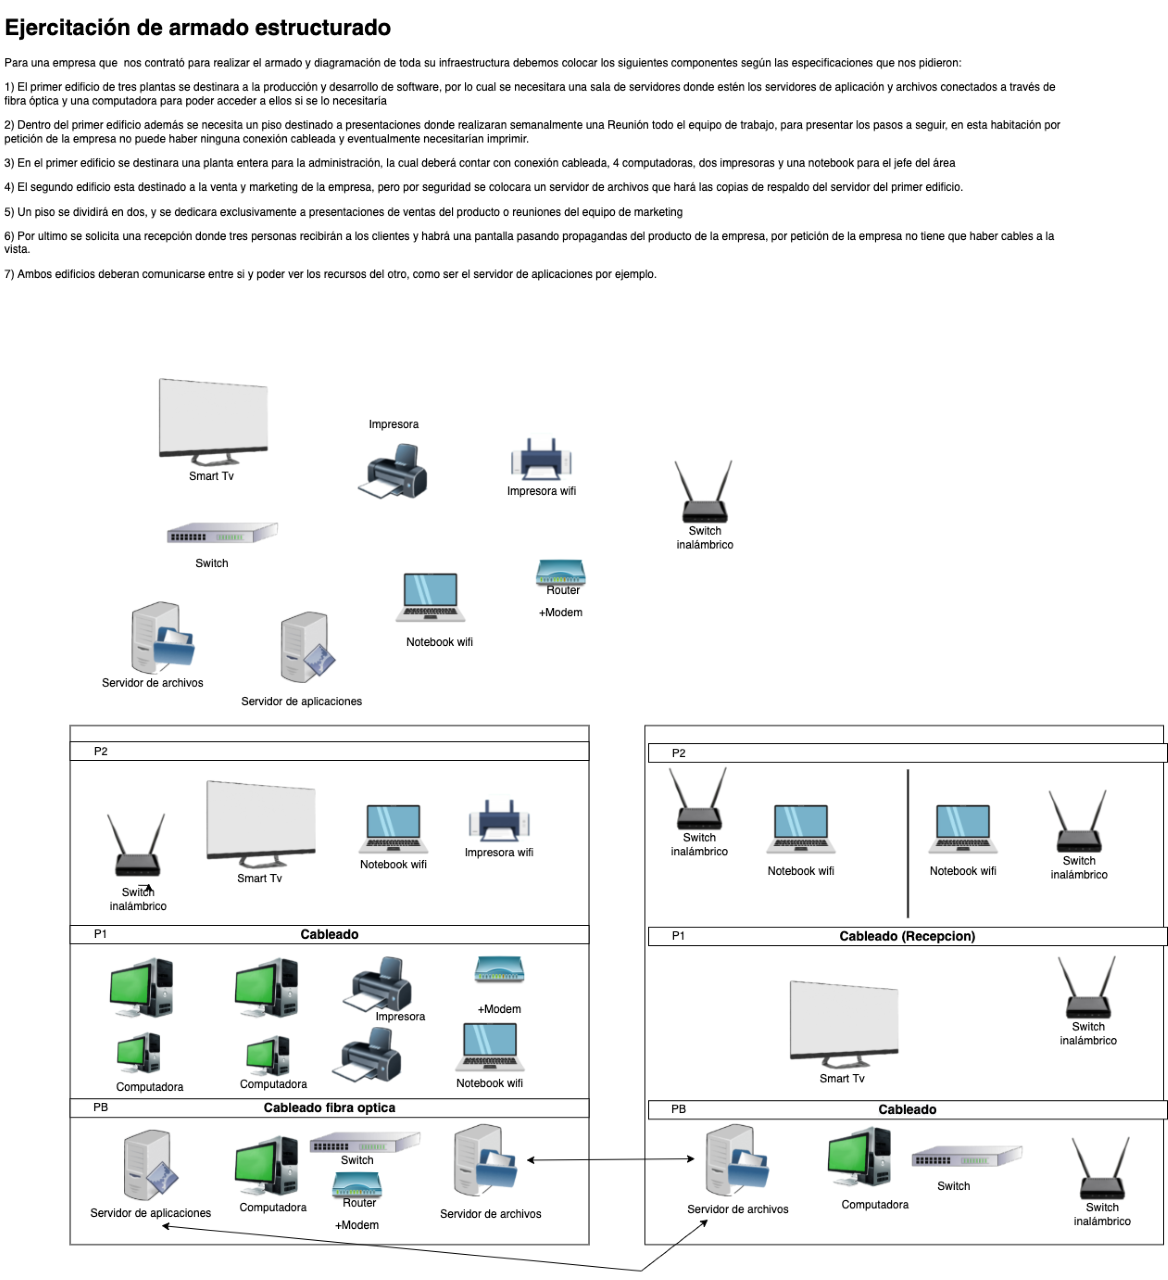 Ejercitación de armado estructurado
Para una empresa que  nos contrató para realizar el armado y diagramación de toda su infraestructura debemos colocar los siguientes componentes según las especificaciones que nos pidieron:
1) El primer edificio de tres plantas se destinara a la producción y desarrollo de software, por lo cual se necesitara una sala de servidores donde estén los servidores de aplicación y archivos conectados a través de
fibra óptica y una computadora para poder acceder a ellos si se lo necesitaría
2) Dentro del primer edificio además se necesita un piso destinado a presentaciones donde realizaran semanalmente una Reunión todo el equipo de trabajo, para presentar los pasos a seguir, en esta habitación por
petición de la empresa no puede haber ninguna conexión cableada y eventualmente necesitarían imprimir.
3) En el primer edificio se destinara una planta entera para la administración, la cual deberá contar con conexión cableada, 4 computadoras, dos impresoras y una notebook para el jefe del área
4) El segundo edificio esta destinado a la venta y marketing de la empresa, pero por seguridad se colocara un servidor de archivos que hará las copias de respaldo del servidor del primer edificio.
5) Un piso se dividirá en dos, y se dedicara exclusivamente a presentaciones de ventas del producto o reuniones del equipo de marketing
6) Por ultimo se solicita una recepción donde tres personas recibirán a los clientes y habrá una pantalla pasando propagandas del producto de la empresa, por petición de la empresa no tiene que haber cables a la
vista.
7) Ambos edificios deberan comunicarse entre si y poder ver los recursos del otro, como ser el servidor de aplicaciones por ejemplo.
Smart Tv
Impresora
Impresora wifi
Switch
inalámbrico
Switch
Router
+Modem
Notebook wifi
Servidor de archivos
Servidor de aplicaciones
P2
Switch
inalámbrico
Smart Tv
Notebook wifi
Impresora wifi
P1
Cableado
Impresora
+Modem
Computadora
Computadora
Notebook wifi
PB
Cableado fibra optica
Servidor de aplicaciones
Computadora
Switch
Router
+Modem
Servidor de archivos
P2
Switch
inalámbrico
Notebook wifi
Notebook wifi
Switch
inalámbrico
P1
Cableado (Recepcion)
Smart Tv
Switch
inalámbrico
PB
Cableado
Servidor de archivos
Computadora
Switch
Switch
inalámbrico